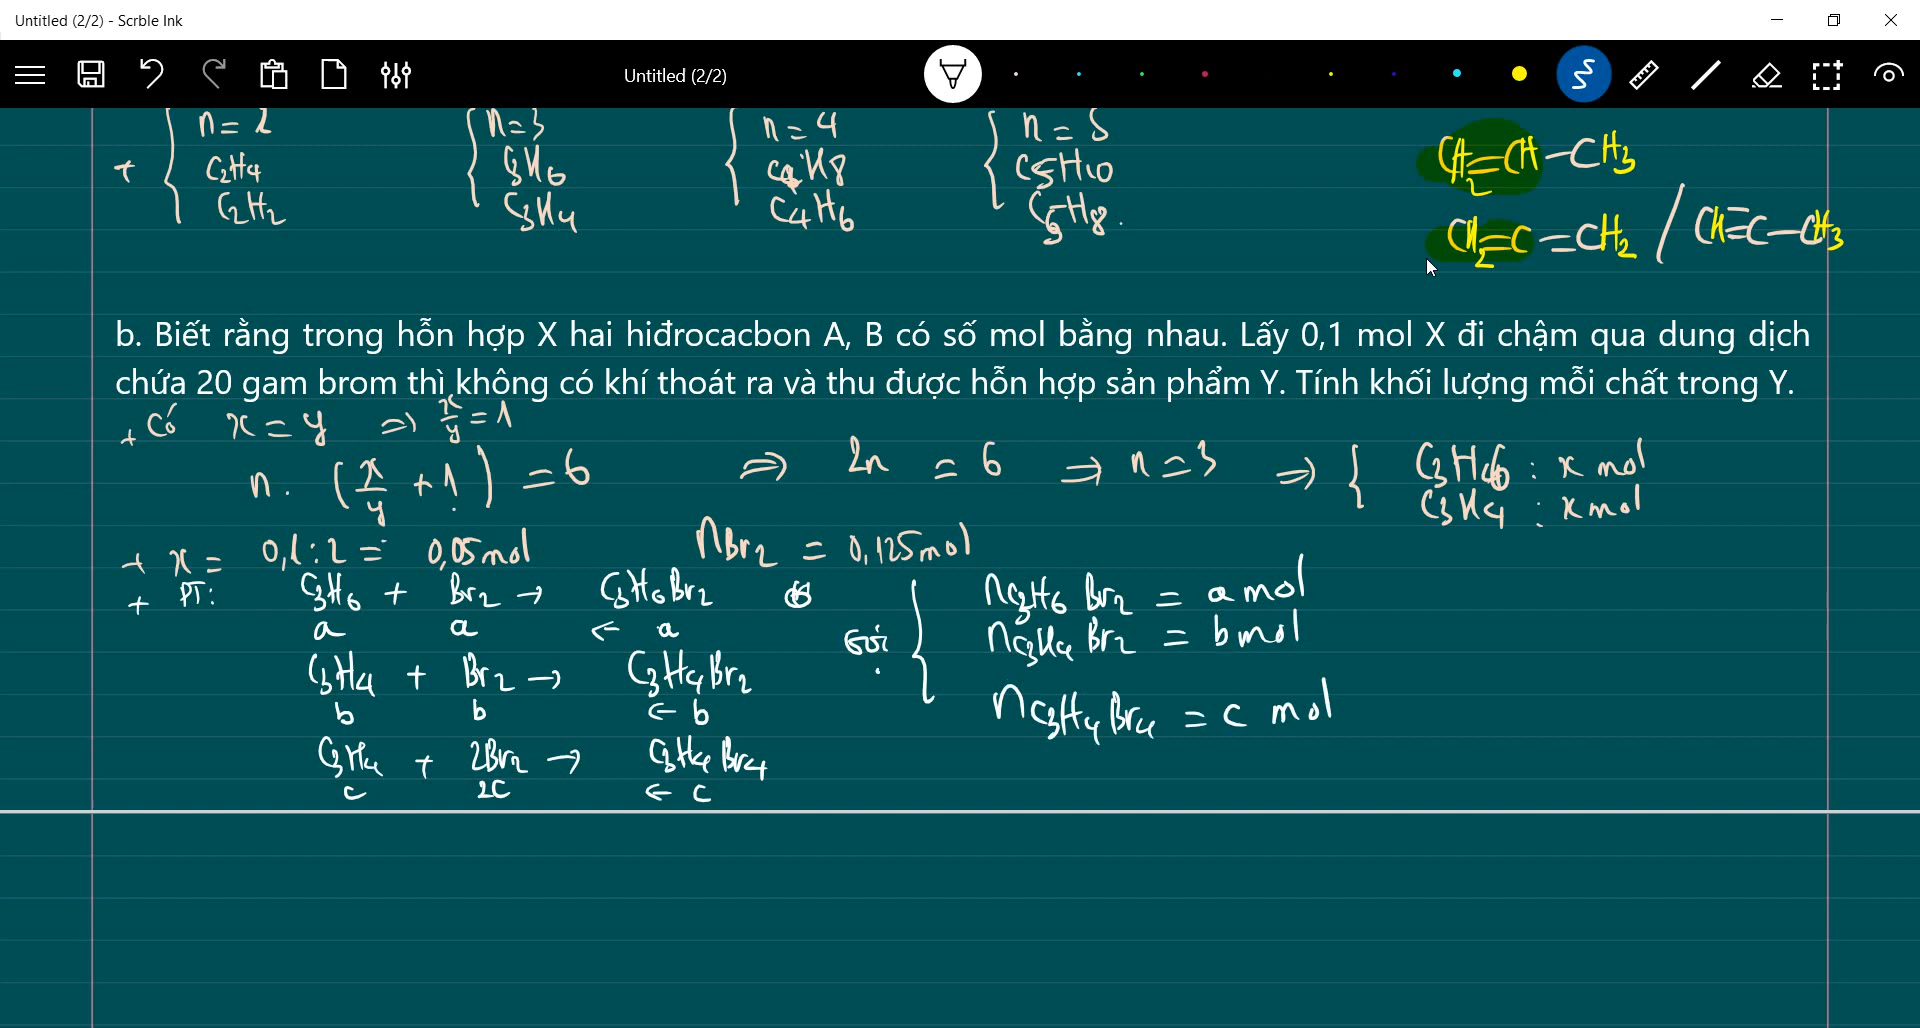 Untitled (2/2) - Scrble Ink
Untitled (2/2)
+ n = 2 n = 3 n = 4 n = 5
C2H4 C3H6 C4H8 C5H10
C2H2 C3H4 C4H6 C5H8.
CH2=CH-CH3
CH2=C=CH2 / CH≡C-CH3
b. Biết rằng trong hỗn hợp X hai hiđrocacbon A, B có số mol bằng nhau. Lấy 0,1 mol X đi chậm qua dung dịch
chứa 20 gam brom thì không có khí thoát ra và thu được hỗn hợp sản phẩm Y. Tính khối lượng mỗi chất trong Y.
+ Có x = y => x/y = 1
n. (x/y + 1) = 6 => 2n = 6 => n = 3 => { C3H6 : x mol
C3H4 : x mol
+ x = 0,1 : 2 = 0,05 mol nBr2 = 0,125 mol
+ PT: C3H6 + Br2 → C3H6Br2
a a ← a
C3H4 + Br2 → C3H4Br2
b b ← b
C3H4 + 2Br2 → C3H4Br4
c 2c ← c
Gọi { nC3H6Br2 = a mol
nC3H4Br2 = b mol
nC3H4Br4 = c mol